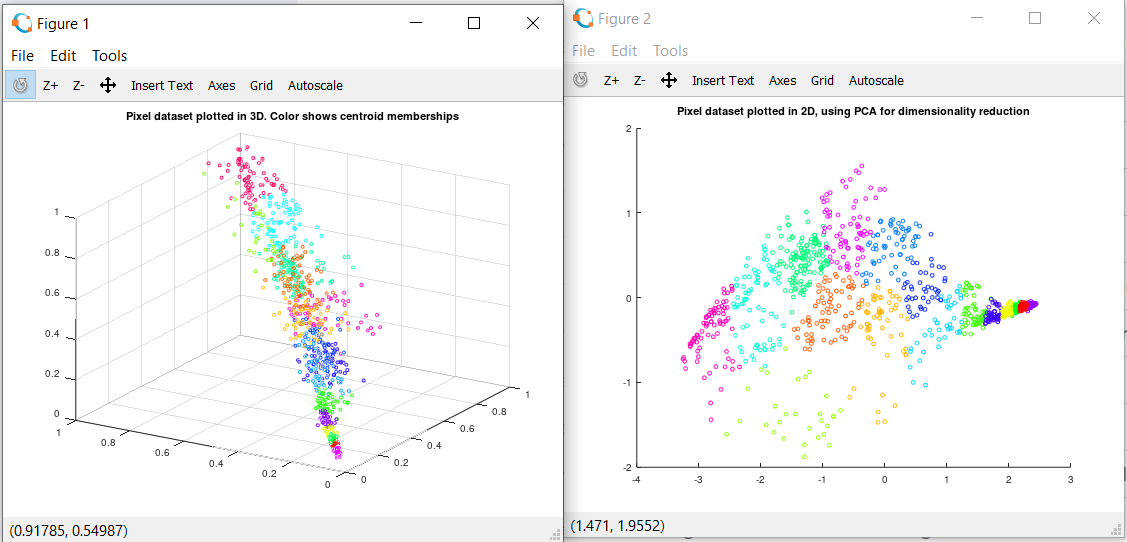 Figure 1
File Edit Tools
Z+ Z- Insert Text Axes Grid Autoscale
Pixel dataset plotted in 3D. Color shows centroid memberships
1
0.8
0.6
0.4
0.2
0
1
0.8
0.6
0.4
0.2
0
0
0.2
0.4
0.6
0.8
1
(0.91785, 0.54987)
Figure 2
File Edit Tools
Z+ Z- Insert Text Axes Grid Autoscale
Pixel dataset plotted in 2D, using PCA for dimensionality reduction
2
1
0
-1
-2
-4 -3 -2 -1 0 1 2 3
(1.471, 1.9552)